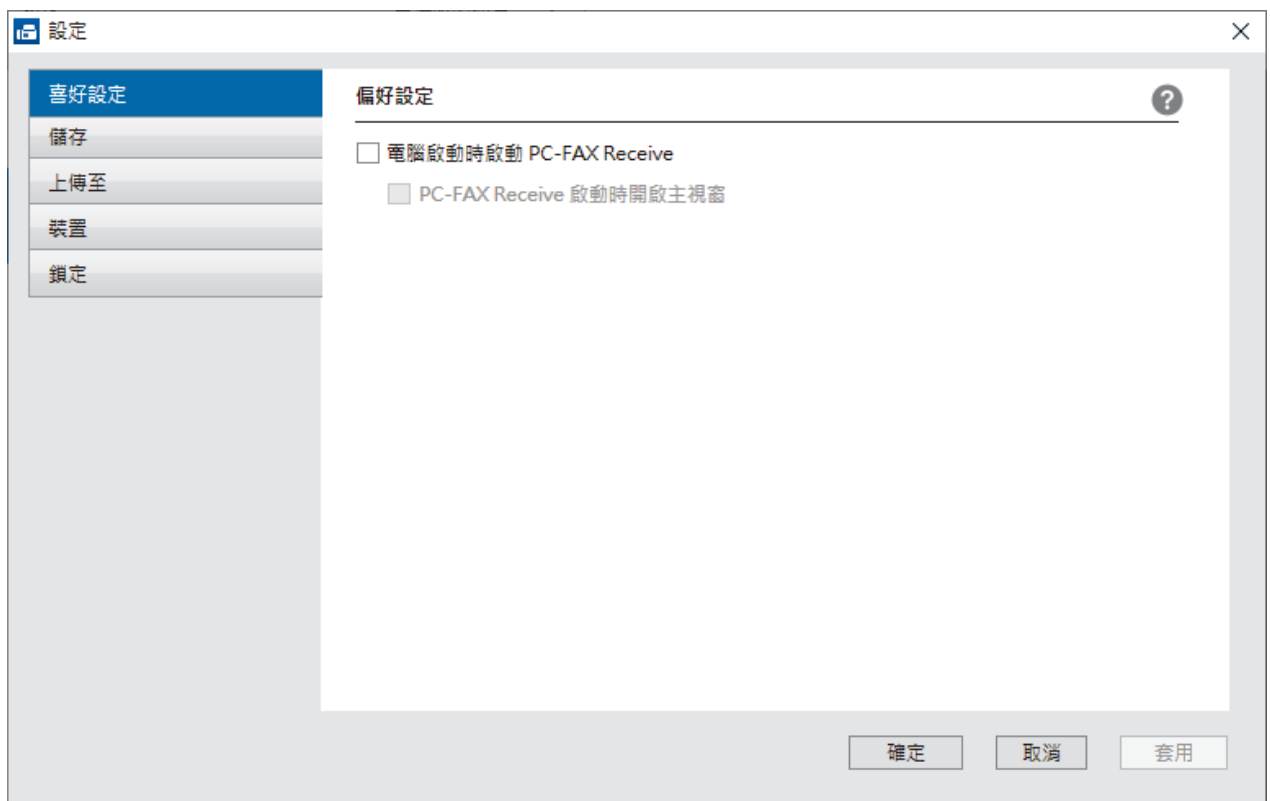 設定
喜好設定
儲存
上傳至
裝置
鎖定
偏好設定
?
電腦啟動時啟動 PC-FAX Receive
PC-FAX Receive 啟動時開啟主視窗
確定
取消
套用